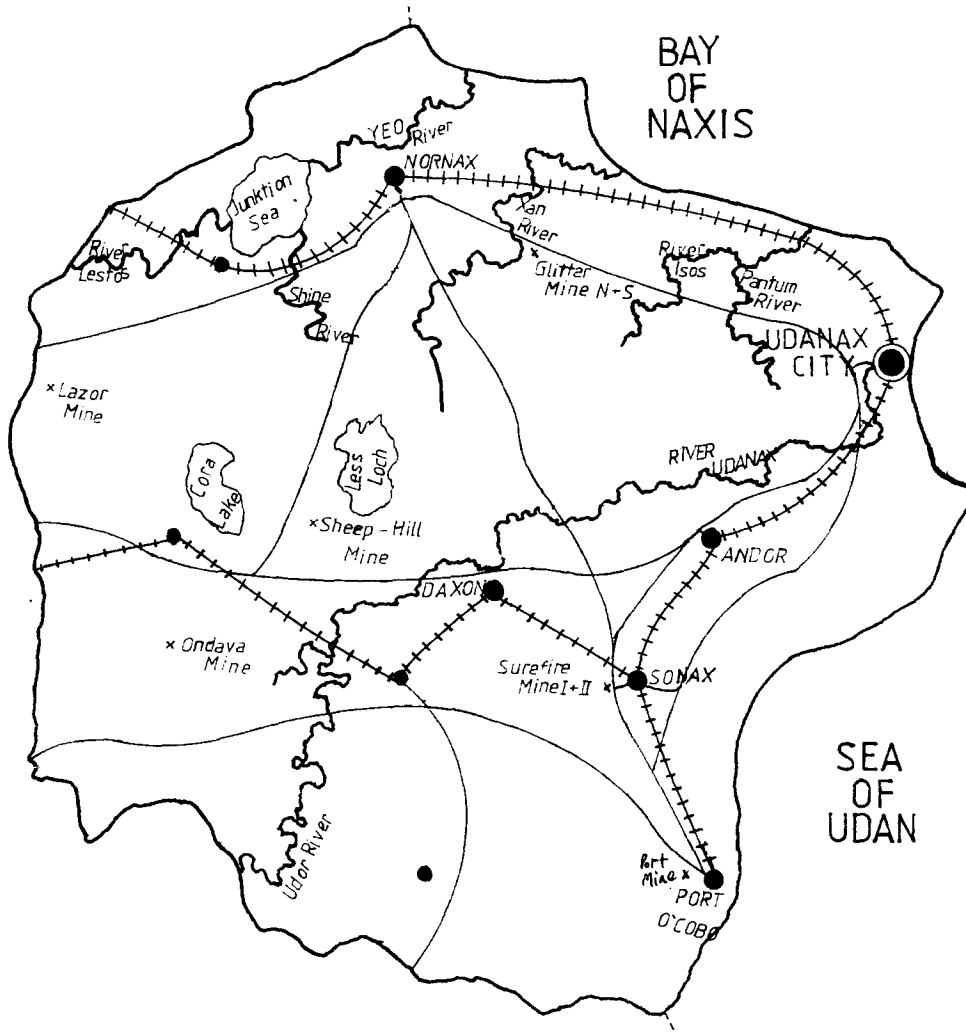 BAY
OF
NAXIS
YEO River
NORNAX
Junktion
Sea
Xan
River
River
Lestos
Glitter
Mine N+S
River
Isos
Pantum
River
Shine
River
UDANAX
CITY
Lazor
Mine
Less
Loch
Cora
Lake
RIVER UDANAX
Sheep-Hill
Mine
ANDOR
DAXON
Ondava
Mine
Surefire
Mine I+II
SONAX
SEA
OF
UDAN
Udor River
Port
Mine
PORT
O'COBO